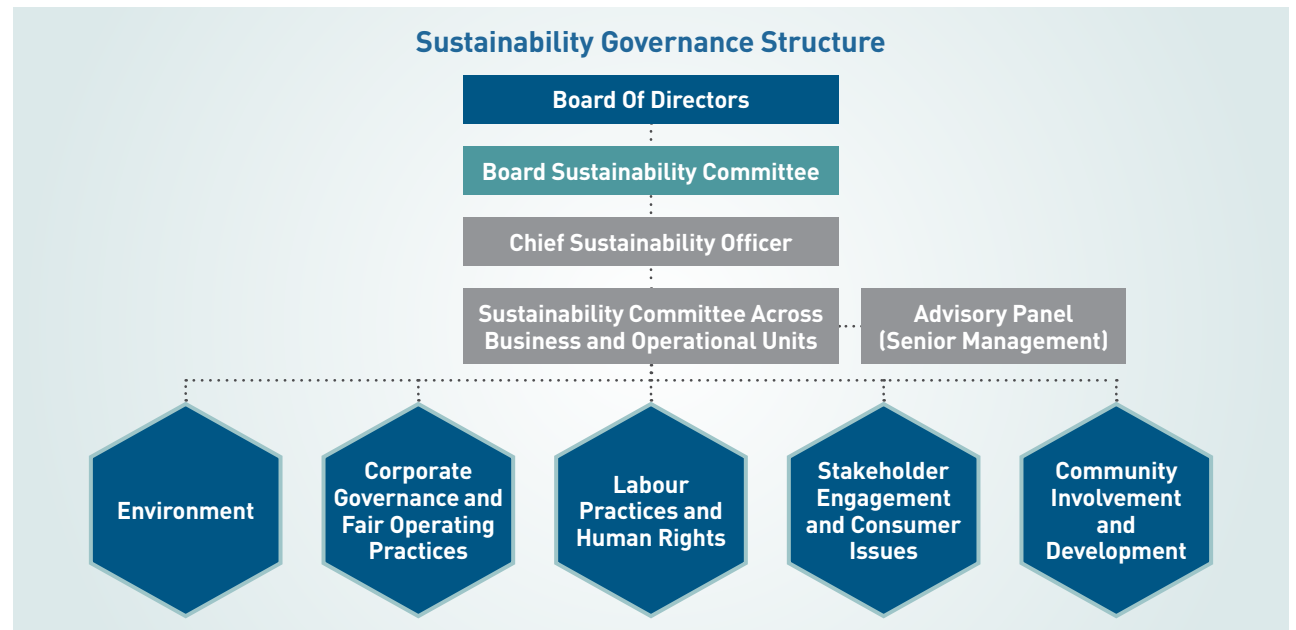 Sustainability Governance Structure
Board Of Directors
Board Sustainability Committee
Chief Sustainability Officer
Sustainability Committee Across
Business and Operational Units
Advisory Panel
(Senior Management)
Environment
Corporate
Governance and
Fair Operating
Practices
Labour
Practices and
Human Rights
Stakeholder
Engagement
and Consumer
Issues
Community
Involvement
and
Development